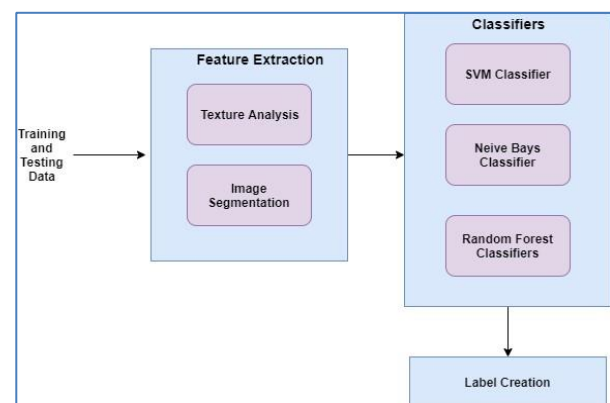 Training
and
Testing
Data
Feature Extraction
Texture Analysis
Image
Segmentation
Classifiers
SVM Classifier
Neive Bays
Classifier
Random Forest
Classifiers
Label Creation